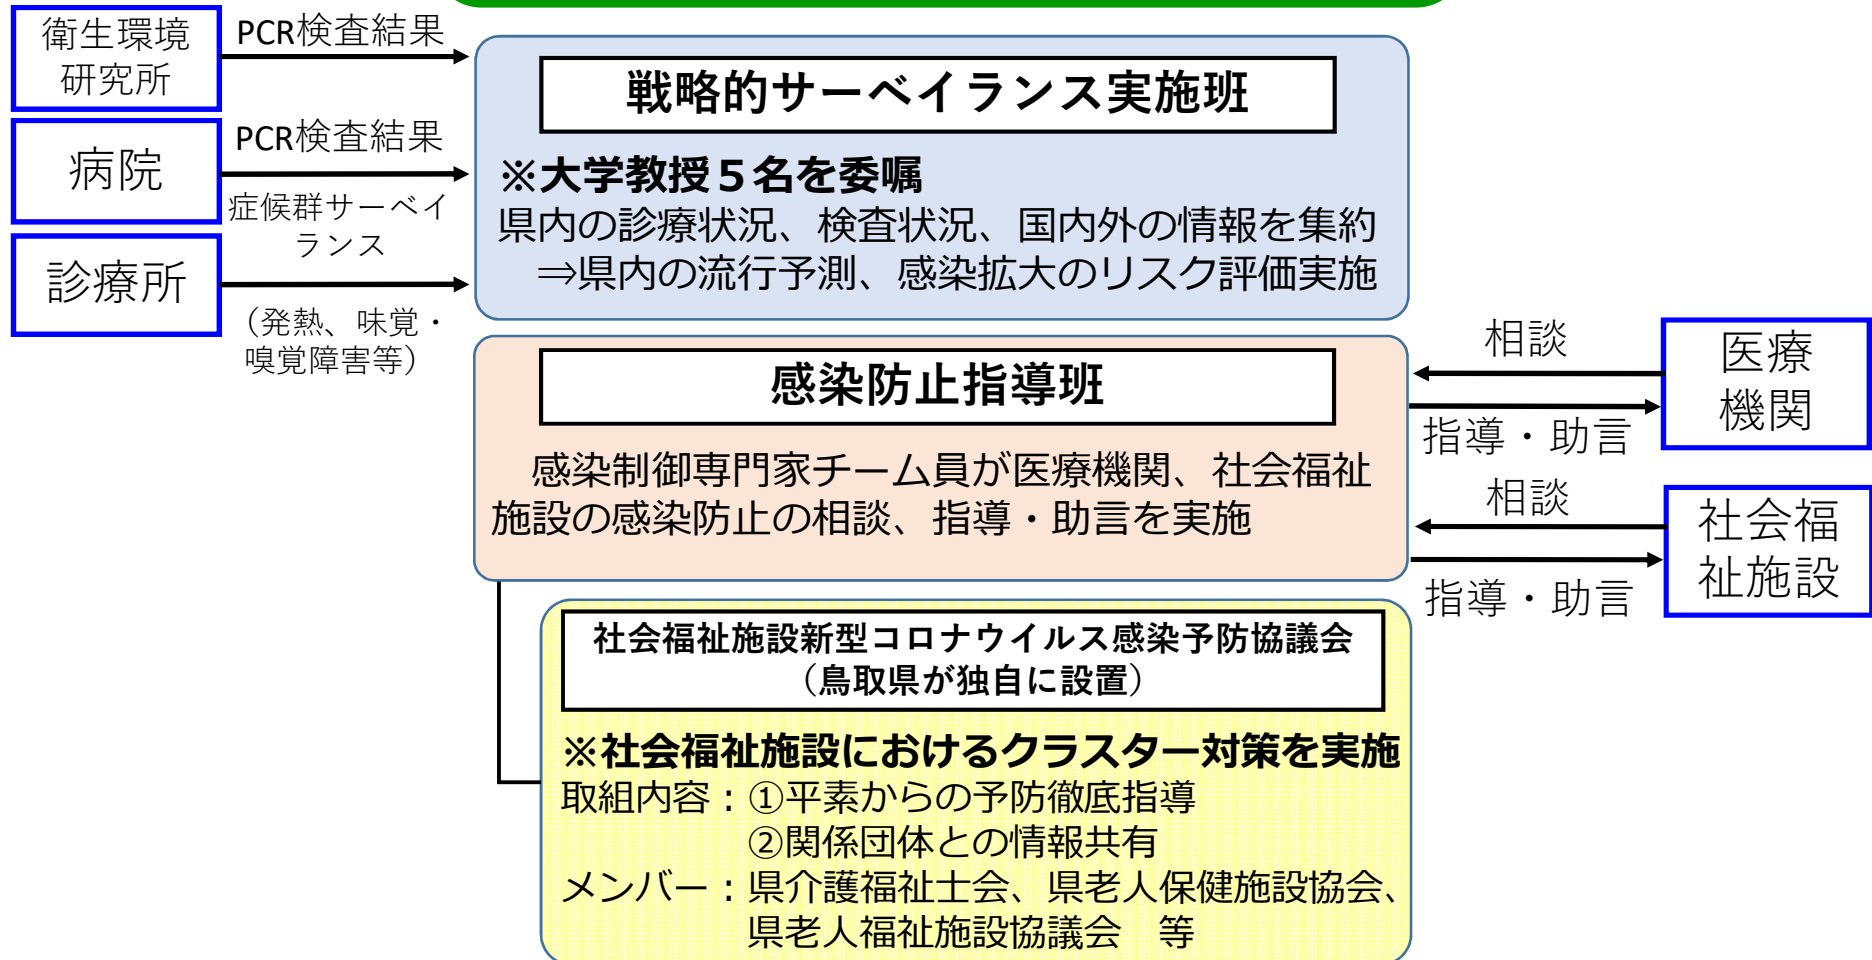 衛生環境
研究所
PCR検査結果
病院
PCR検査結果
症候群サーベイ
ランス
診療所
（発熱、味覚・
嗅覚障害等）
戦略的サーベイランス実施班
※大学教授５名を委嘱
県内の診療状況、検査状況、国内外の情報を集約
⇒県内の流行予測、感染拡大のリスク評価実施
感染防止指導班
感染制御専門家チーム員が医療機関、社会福祉
施設の感染防止の相談、指導・助言を実施
相談
指導・助言
医療
機関
相談
指導・助言
社会福
祉施設
社会福祉施設新型コロナウイルス感染予防協議会
（鳥取県が独自に設置）
※社会福祉施設におけるクラスター対策を実施
取組内容：①平素からの予防徹底指導
②関係団体との情報共有
メンバー：県介護福祉士会、県老人保健施設協会、
県老人福祉施設協議会　等